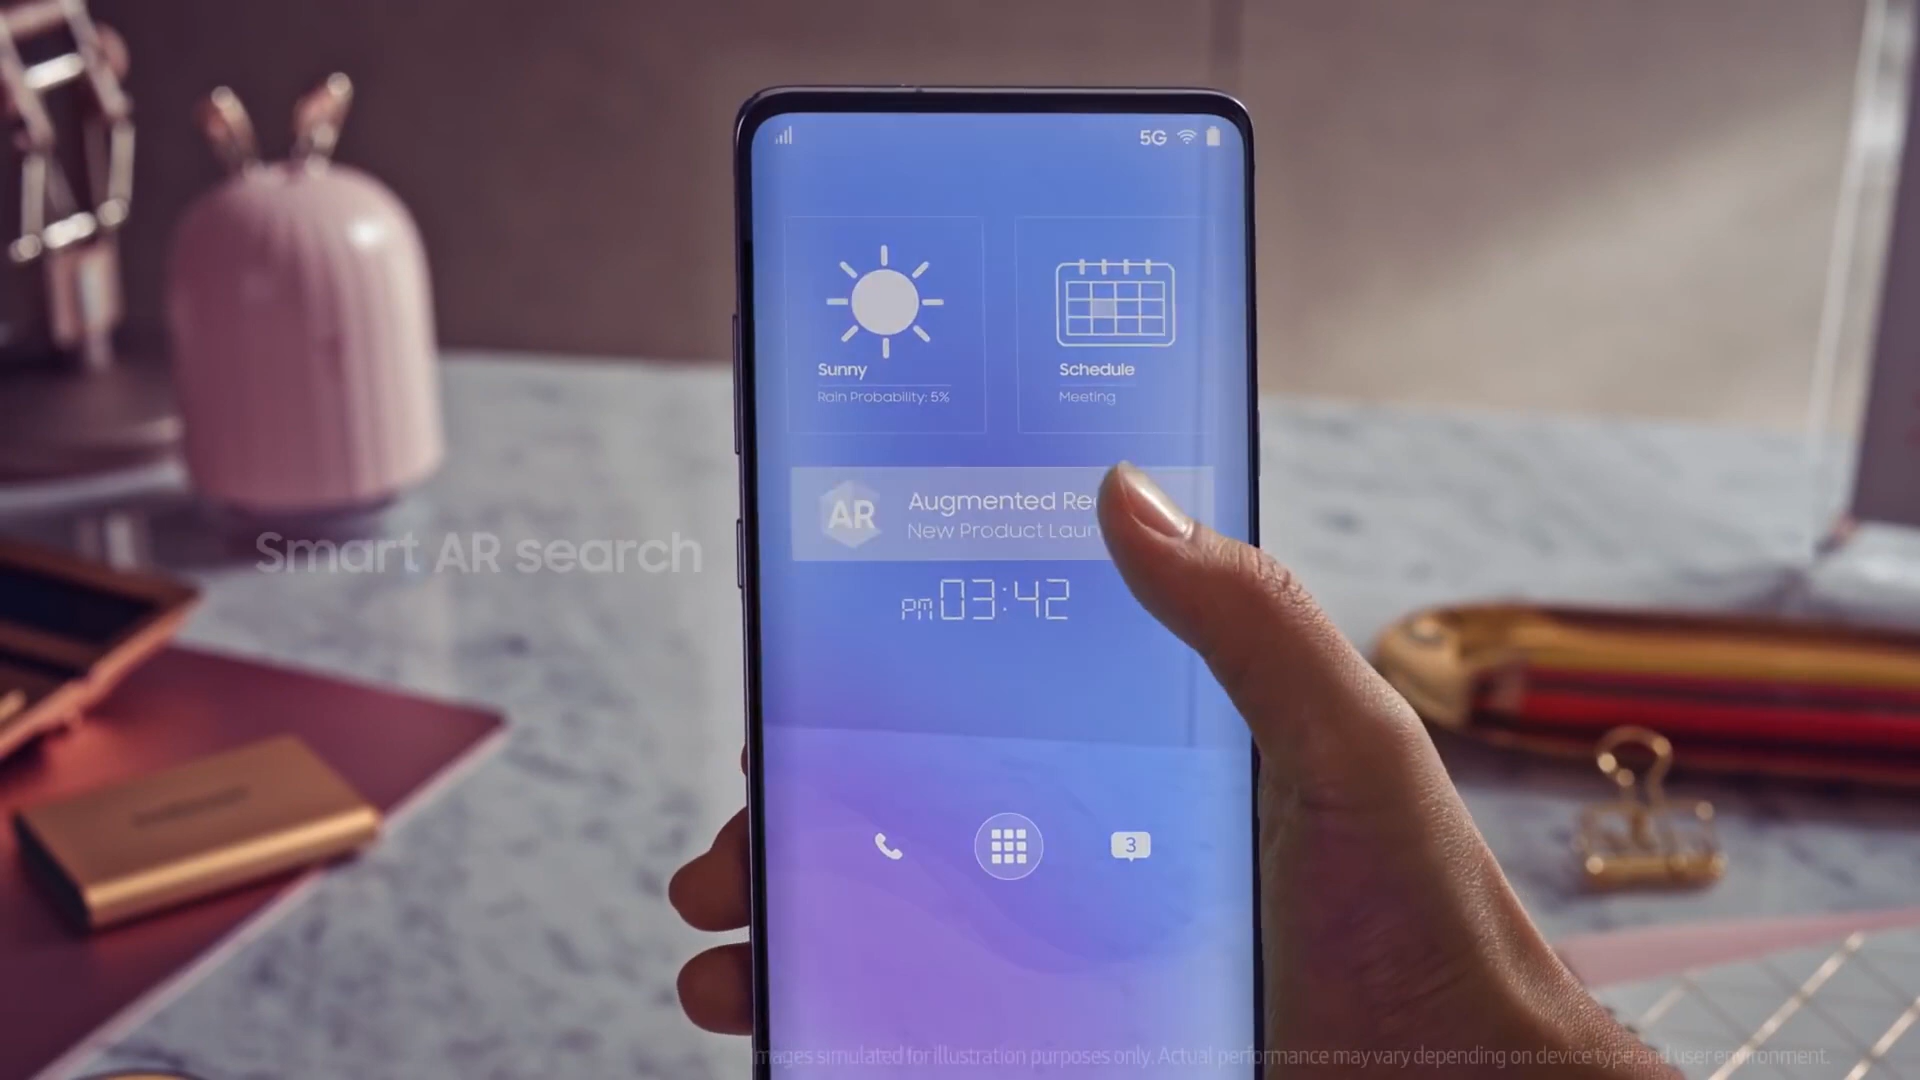 5G
Sunny
Rain Probability: 5%
Schedule
Meeting
AR
Augmented Re
New Product Laun
Smart AR search
PM 03:42
3
mages simulated for illustration purposes only. Actual performance may vary depending on device type and user environment.